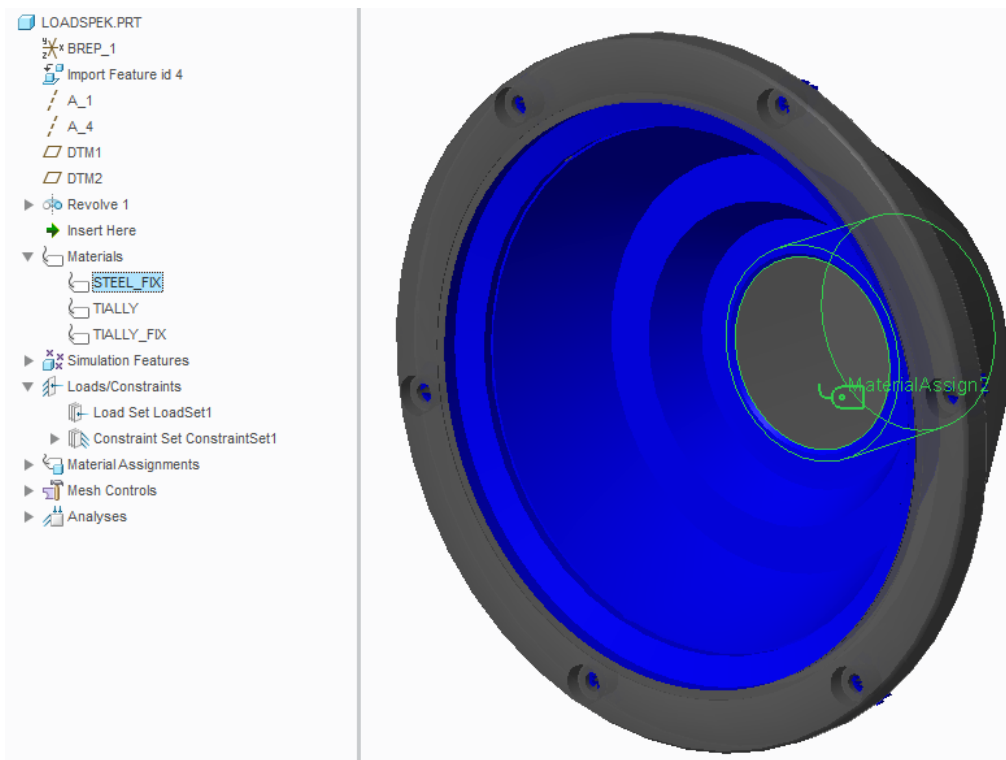 LOADSPEK.PRT
BREP_1
Import Feature id 4
A_1
A_4
DTM1
DTM2
Revolve 1
Insert Here
Materials
STEEL_FIX
TIALLY
TIALLY_FIX
Simulation Features
Loads/Constraints
Load Set LoadSet1
Constraint Set ConstraintSet1
Material Assignments
Mesh Controls
Analyses
MaterialAssign2